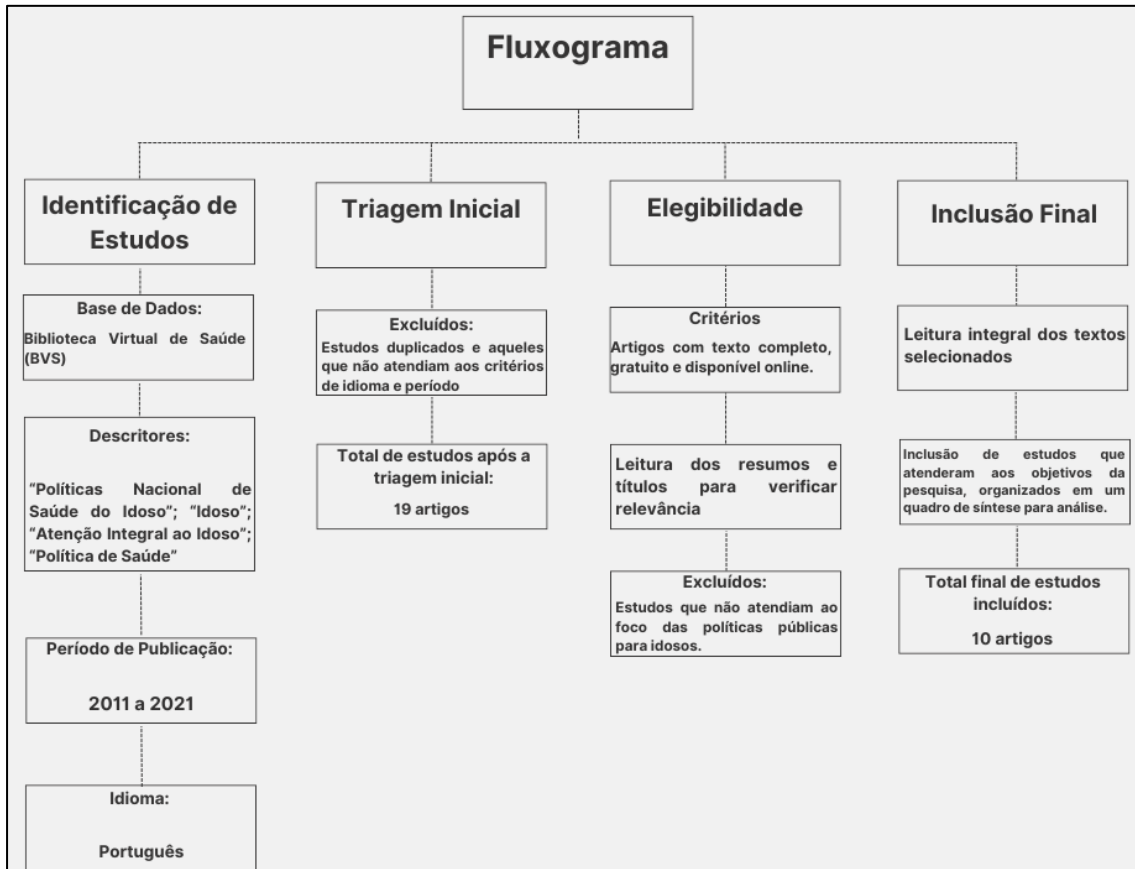 Fluxograma
Identificação de
Estudos
Base de Dados:
Biblioteca Virtual de Saúde
(BVS)
Descritores:
“Políticas Nacional de
Saúde do Idoso”; “Idoso”;
“Atenção Integral ao Idoso”;
“Política de Saúde”
Período de Publicação:
2011 a 2021
Idioma:
Português
Triagem Inicial
Excluídos:
Estudos duplicados e aqueles
que não atendiam aos critérios
de idioma e período
Total de estudos após a
triagem inicial:
19 artigos
Elegibilidade
Critérios
Artigos com texto completo,
gratuito e disponível online.
Leitura dos resumos e
títulos para verificar
relevância
Excluídos:
Estudos que não atendiam ao
foco das políticas públicas
para idosos.
Inclusão Final
Leitura integral dos textos
selecionados
Inclusão de estudos que
atenderam aos objetivos da
pesquisa, organizados em um
quadro de síntese para análise.
Total final de estudos
incluídos:
10 artigos